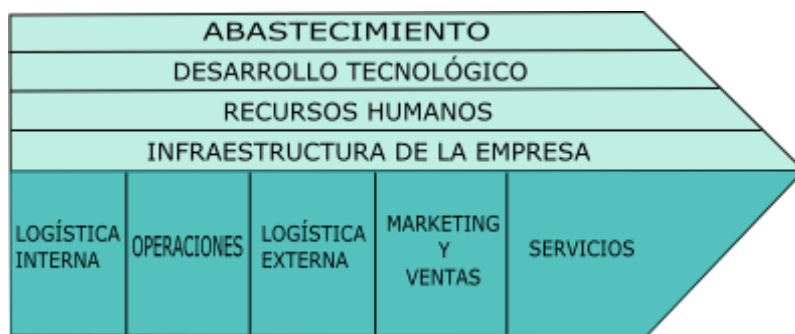 ABASTECIMIENTO
DESARROLLO TECNOLÓGICO
RECURSOS HUMANOS
INFRAESTRUCTURA DE LA EMPRESA
LOGÍSTICA
INTERNA
OPERACIONES
LOGÍSTICA
EXTERNA
MARKETING
Y
VENTAS
SERVICIOS